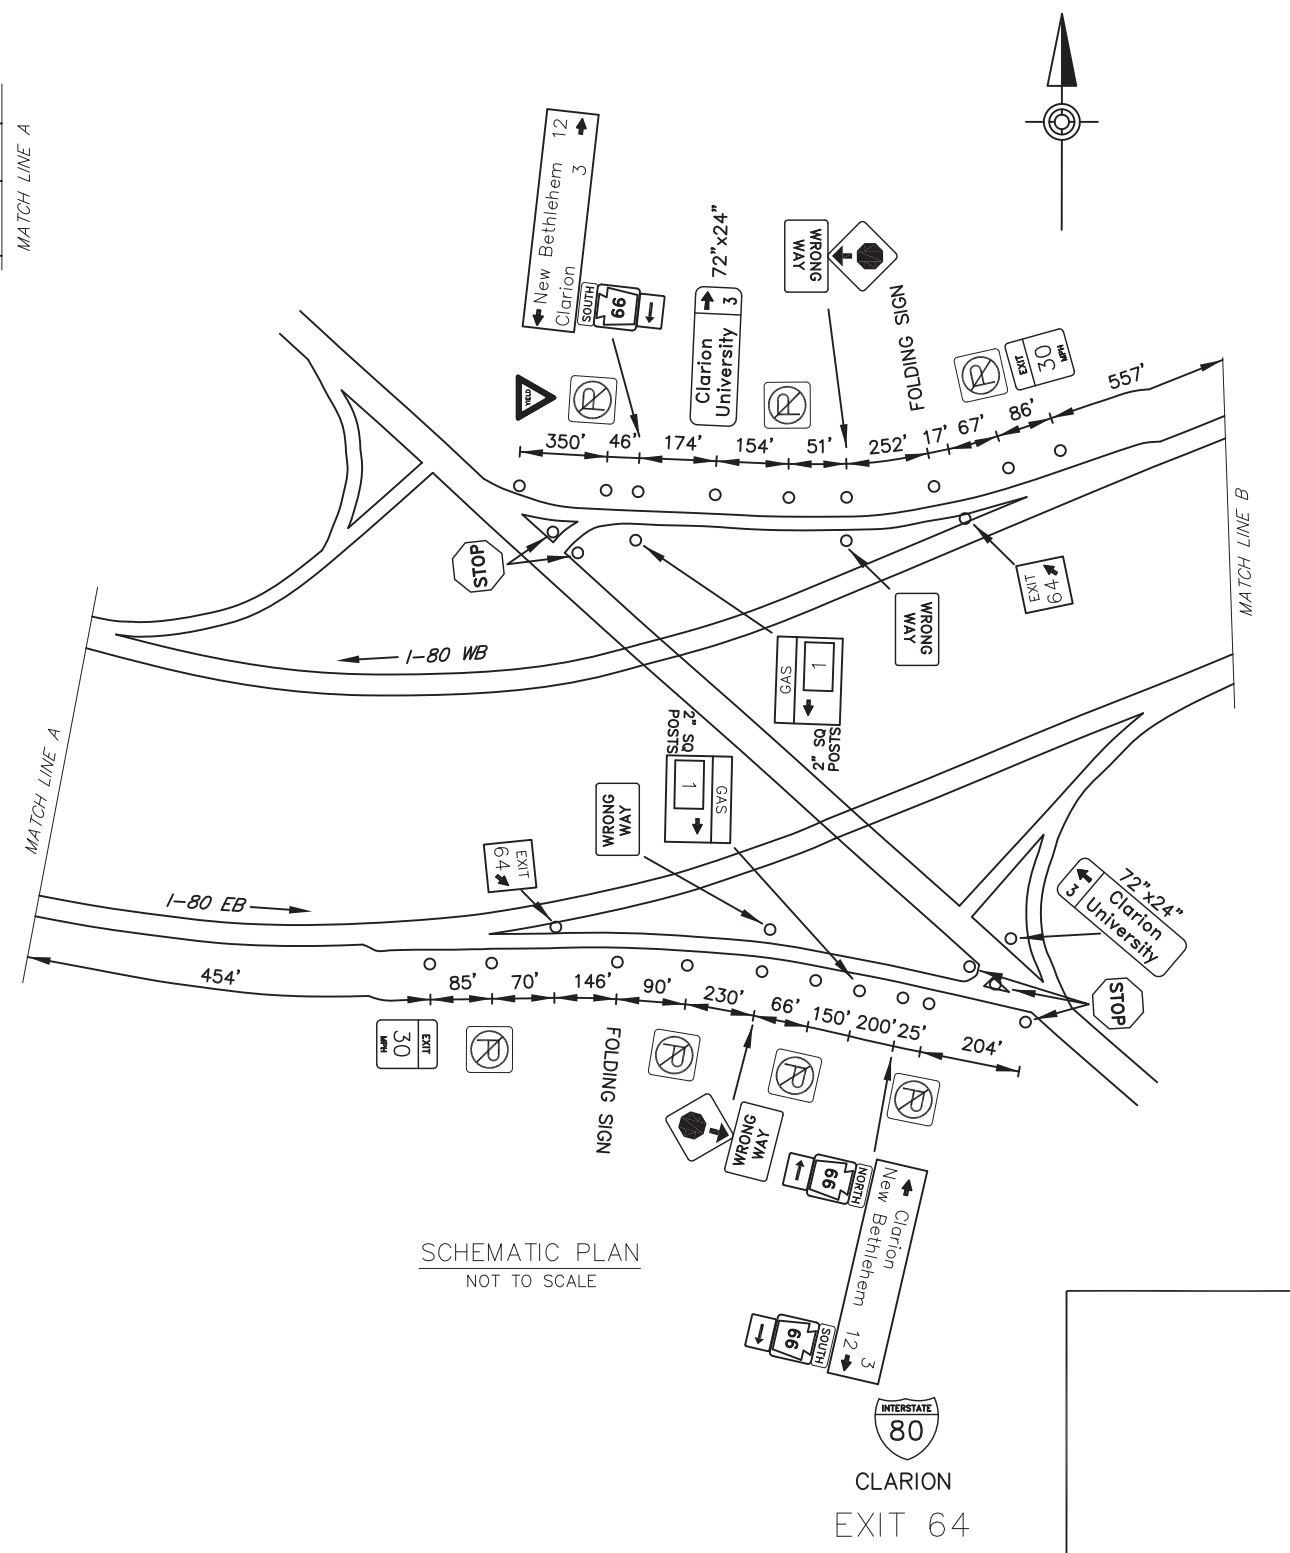 MATCH LINE A
New Bethlehem 12
Clarion 3
SOUTH
66
72"x24"
3
Clarion
University
WRONG
WAY
FOLDING SIGN
P
EXIT
30
MPH
557'
YIELD
P
P
350'
46'
174'
154'
51'
252'
17'
67'
86'
MATCH LINE B
STOP
EXIT
64
WRONG
WAY
I-80 WB
GAS
1
2" SQ
POSTS
2" SQ
POSTS
GAS
1
MATCH LINE A
WRONG
WAY
EXIT
64
I-80 EB
72"x24"
Clarion
University
3
STOP
454'
85'
70'
146'
90'
230'
66'
150'
200'
25'
204'
EXIT
30
MPH
P
FOLDING SIGN
P
P
P
WRONG
WAY
NORTH
66
Clarion 3
New Bethlehem 12
SOUTH
66
SCHEMATIC PLAN
NOT TO SCALE
INTERSTATE
80
CLARION
EXIT 64